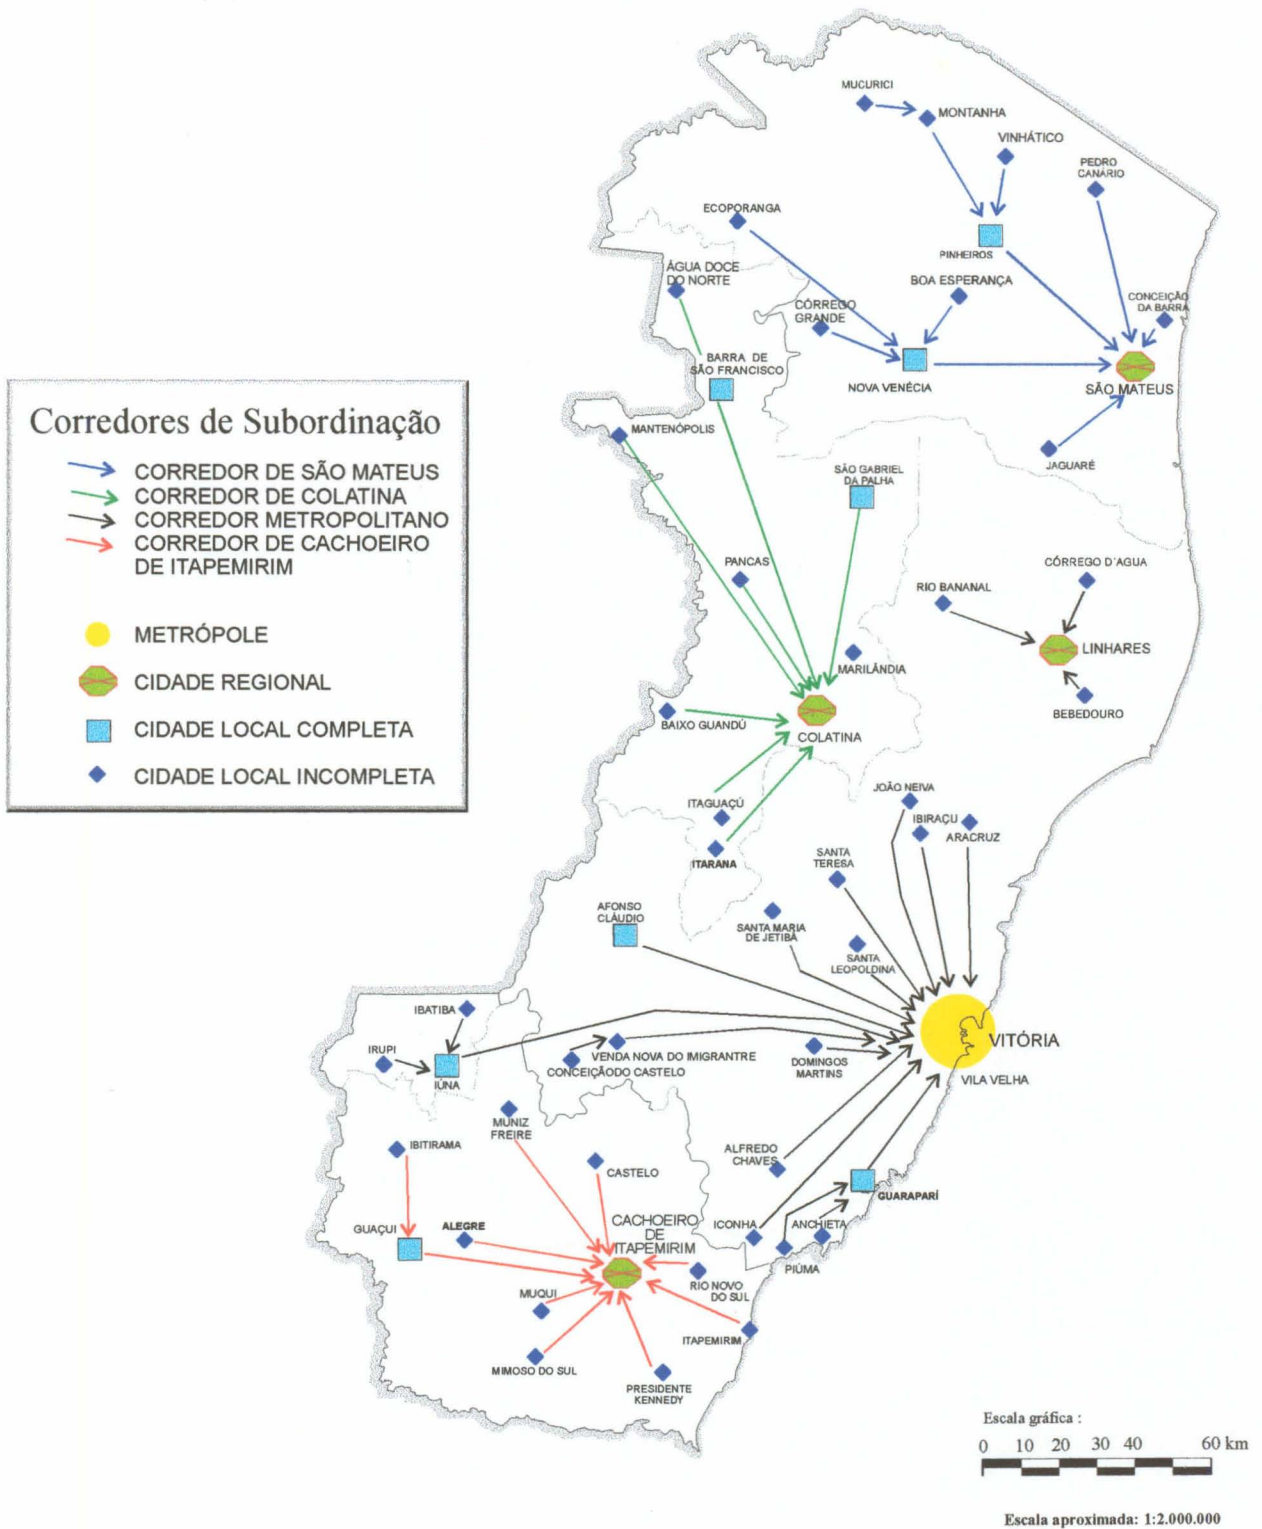 MUCURICI
MONTANHA
VINHÁTICO
PEDRO
CANÁRIO
ECOPORANGA
PINHEIROS
ÁGUA DOCE
DO NORTE
BOA ESPERANÇA
CÓRREGO
GRANDE
CONCEIÇÃO
DA BARRA
BARRA DE
SÃO FRANCISCO
NOVA VENÉCIA
SÃO MATEUS
Corredores de Subordinação
CORREDOR DE SÃO MATEUS
CORREDOR DE COLATINA
CORREDOR METROPOLITANO
CORREDOR DE CACHOEIRO
DE ITAPEMIRIM
METRÓPOLE
CIDADE REGIONAL
CIDADE LOCAL COMPLETA
CIDADE LOCAL INCOMPLETA
MANTENÓPOLIS
JAGUARÉ
SÃO GABRIEL
DA PALHA
PANCAS
CÓRREGO D´AGUA
RIO BANANAL
LINHARES
MARILÂNDIA
BEBEDOURO
BAIXO GUANDÚ
COLATINA
ITAGUAÇÚ
JOÃO NEIVA
IBIRAÇU
ARACRUZ
ITARANA
SANTA
TERESA
AFONSO
CLÁUDIO
SANTA MARIA
DE JETIBÁ
SANTA
LEOPOLDINA
IBATIBA
IRUPI
IÚNA
VENDA NOVA DO IMIGRANTRE
CONCEIÇÃODO CASTELO
DOMINGOS
MARTINS
VITÓRIA
VILA VELHA
MUNIZ
FREIRE
IBITIRAMA
CASTELO
ALFREDO
CHAVES
GUARAPARÍ
GUAÇUI
ALEGRE
CACHOEIRO
DE
ITAPEMIRIM
ICONHA
ANCHIETA
PIÚMA
RIO NOVO
DO SUL
MUQUI
ITAPEMIRIM
MIMOSO DO SUL
PRESIDENTE
KENNEDY
Escala gráfica :
0 10 20 30 40 60 km
Escala aproximada: 1:2.000.000